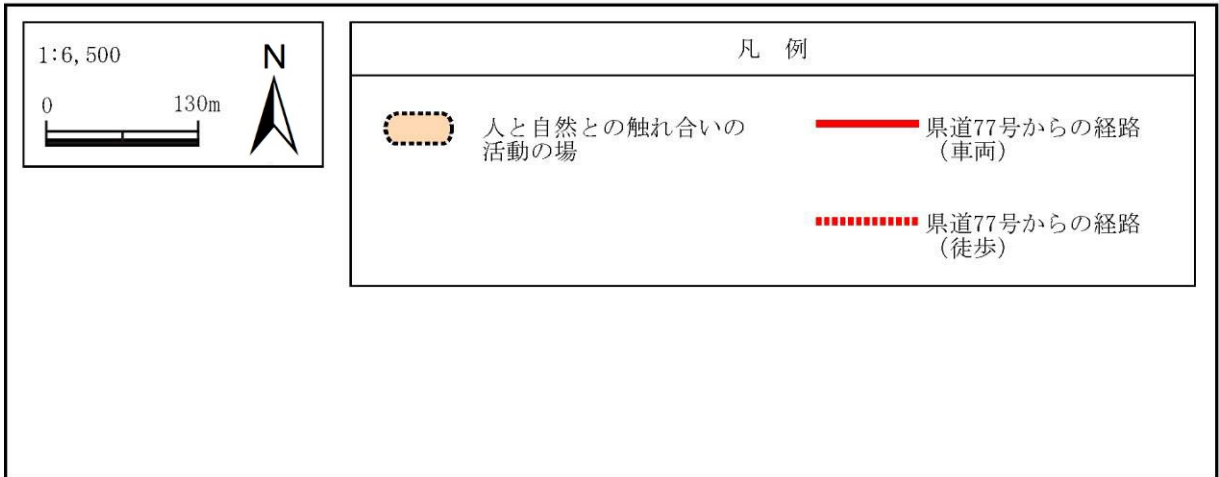 1:6,500
N
0 130m
凡 例
人と自然との触れ合いの
活動の場
県道77号からの経路
（車両）
県道77号からの経路
（徒歩）